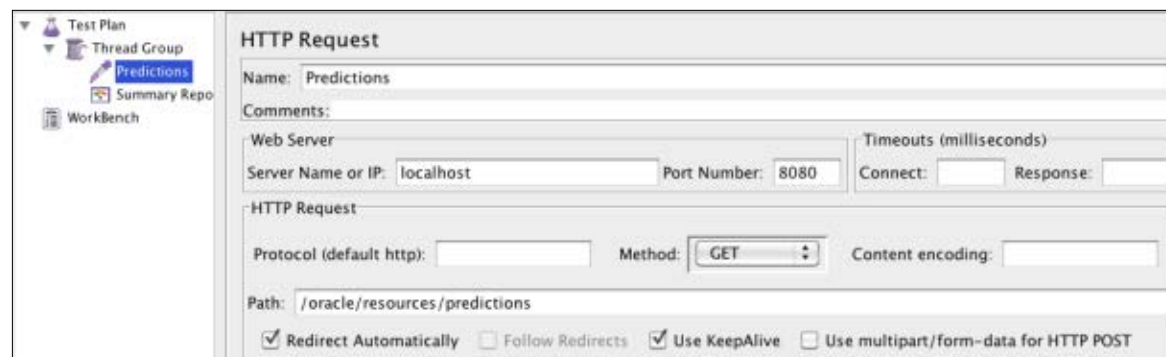 Test Plan
Thread Group
Predictions
Summary Repo
WorkBench
HTTP Request
Name: Predictions
Comments:
Web Server
Server Name or IP: localhost
Port Number: 8080
Timeouts (milliseconds)
Connect:
Response:
HTTP Request
Protocol (default http):
Method: GET
Content encoding:
Path: /oracle/resources/predictions
Redirect Automatically
Follow Redirects
Use KeepAlive
Use multipart/form-data for HTTP POST